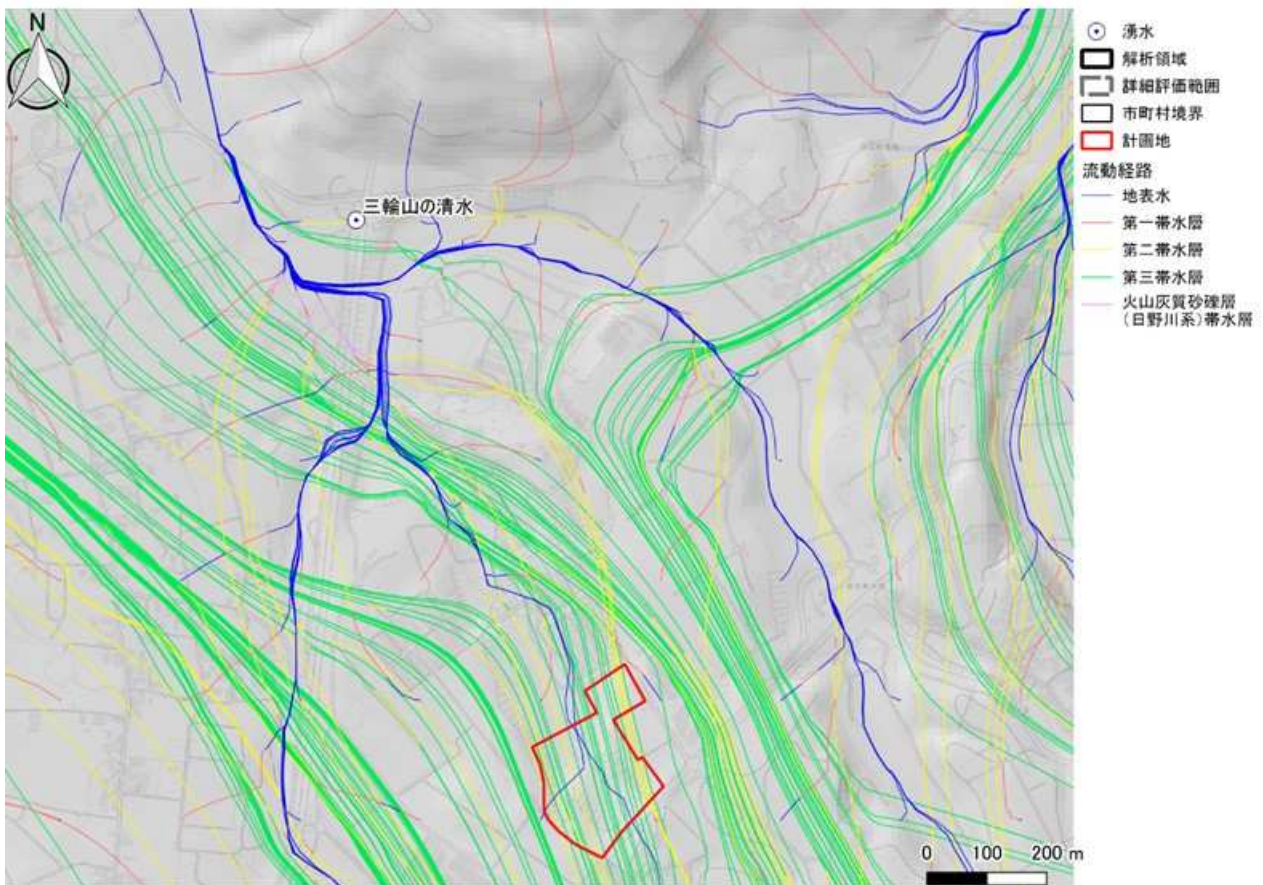 N
三輪山の清水
0 100 200 m
湧水
解析領域
詳細評価範囲
市町村境界
計画地
流動経路
地表水
第一帯水層
第二帯水層
第三帯水層
火山灰質砂礫層
(日野川系)帯水層